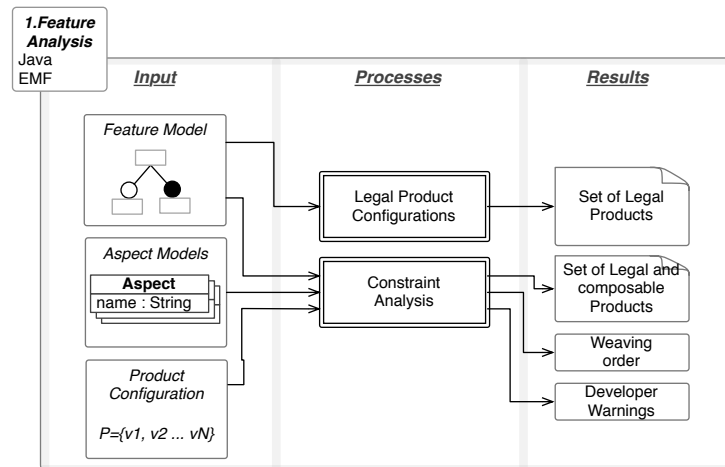 1.Feature
Analysis
Java
EMF
Input
Processes
Results
Feature Model
Legal Product
Configurations
Set of Legal
Products
Aspect Models
Aspect
name : String
Constraint
Analysis
Set of Legal and
composable
Products
Weaving
order
Product
Configuration
P={v1, v2 ... vN}
Developer
Warnings